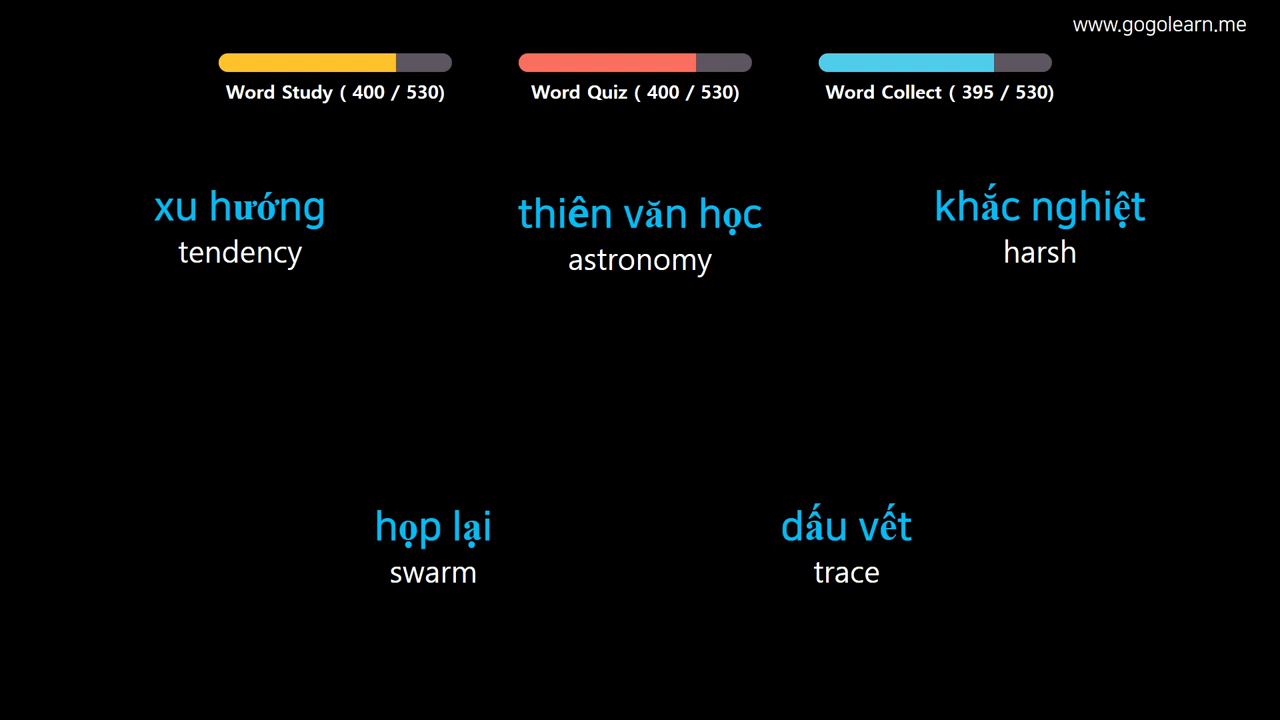 www.gogolearn.me
Word Study ( 400 / 530)
Word Quiz ( 400 / 530)
Word Collect ( 395 / 530)
xu hướng
tendency
thiên văn học
astronomy
khắc nghiệt
harsh
họp lại
swarm
dấu vết
trace